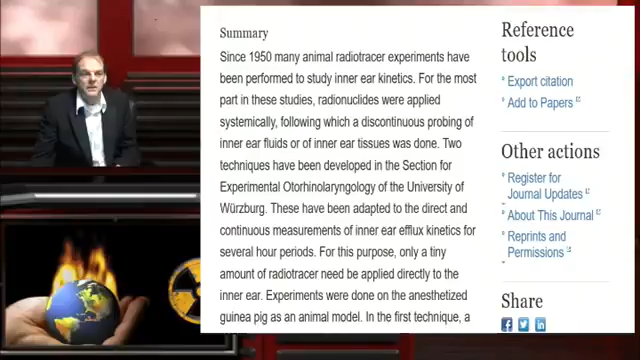 Summary
Since 1950 many animal radiotracer experiments have
been performed to study inner ear kinetics. For the most
part in these studies, radionuclides were applied
systemically, following which a discontinuous probing of
inner ear fluids or of inner ear tissues was done. Two
techniques have been developed in the Section for
Experimental Otorhinolaryngology of the University of
Würzburg. These have been adapted to the direct and
continuous measurements of inner ear efflux kinetics for
several hour periods. For this purpose, only a tiny
amount of radiotracer need be applied directly to the
inner ear. Experiments were done on the anesthetized
guinea pig as an animal model. In the first technique, a
Reference
tools
Export citation
Add to Papers
Other actions
Register for
Journal Updates
About This Journal
Reprints and
Permissions
Share